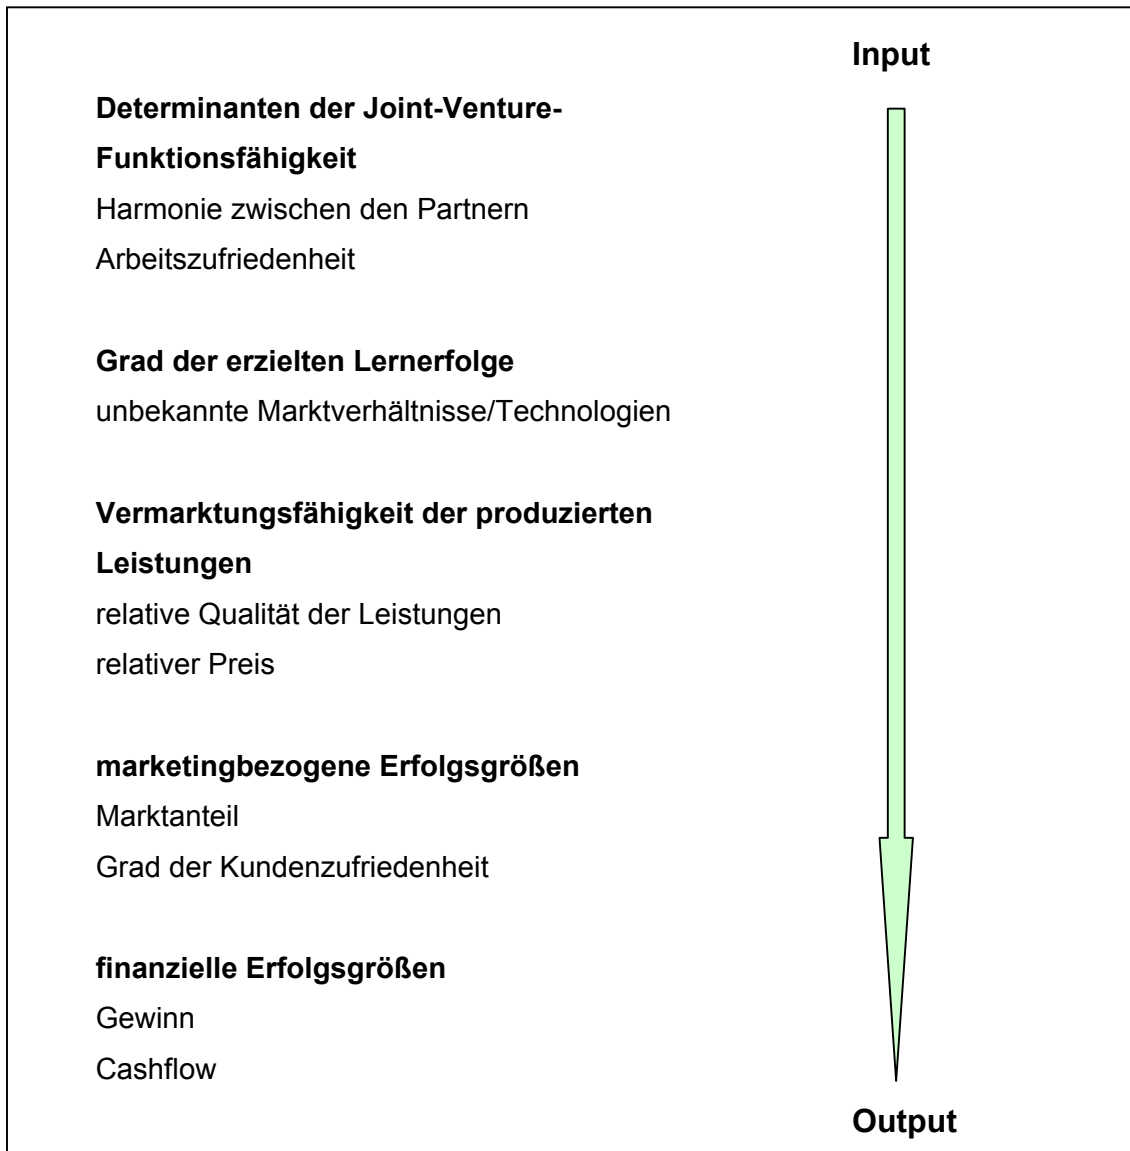 Input
Determinanten der Joint-Venture-
Funktionsfähigkeit
Harmonie zwischen den Partnern
Arbeitszufriedenheit
Grad der erzielten Lernerfolge
unbekannte Marktverhältnisse/Technologien
Vermarktungsfähigkeit der produzierten
Leistungen
relative Qualität der Leistungen
relativer Preis
marketingbezogene Erfolgsgrößen
Marktanteil
Grad der Kundenzufriedenheit
finanzielle Erfolgsgrößen
Gewinn
Cashflow
Output